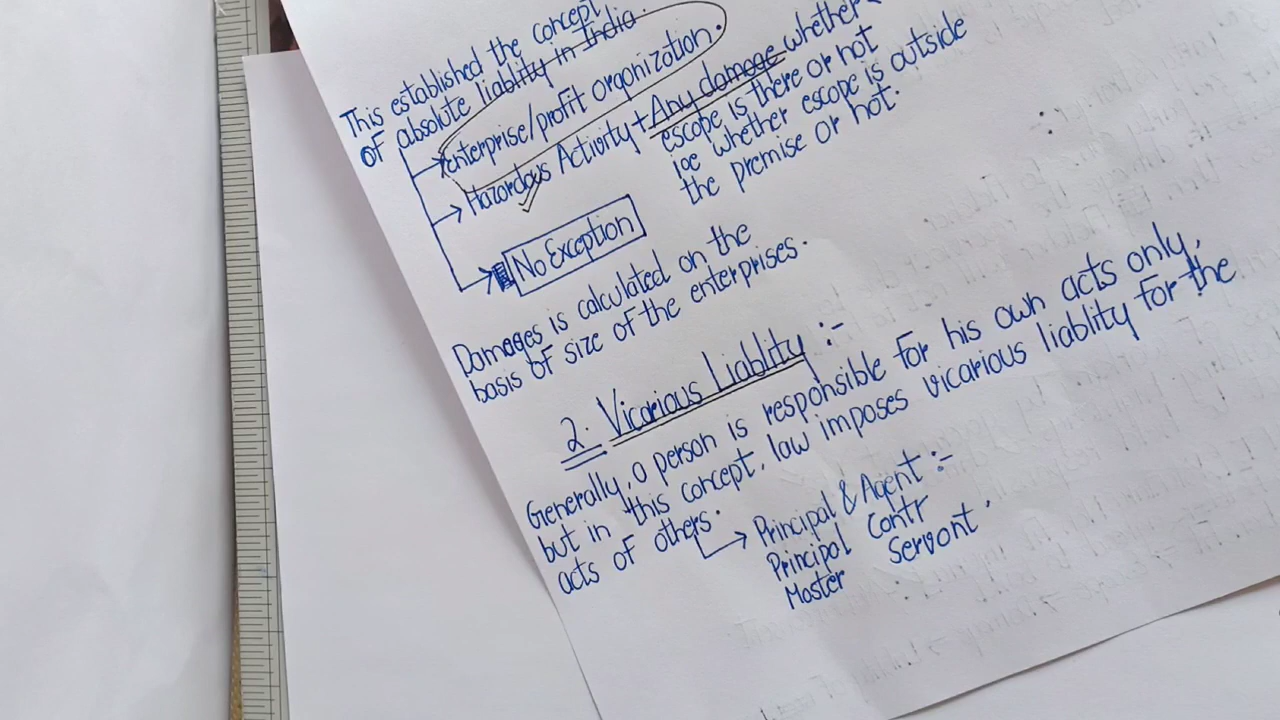 This established the concept
of absolute liablity in India.
enterprise/profit organization.
Hazardous Activity + Any damage whether
escape is there or not
ie whether escape is outside
the premise or not.
No Exception
Damages is calculated on the
basis of size of the enterprises.
2. Vicarious Liablity :-
Generally, a person is responsible for his own acts only,
but in this concept, law imposes vicarious liablity for the
acts of others.
Principal & Agent :-
Principal Contr
Master Servant.